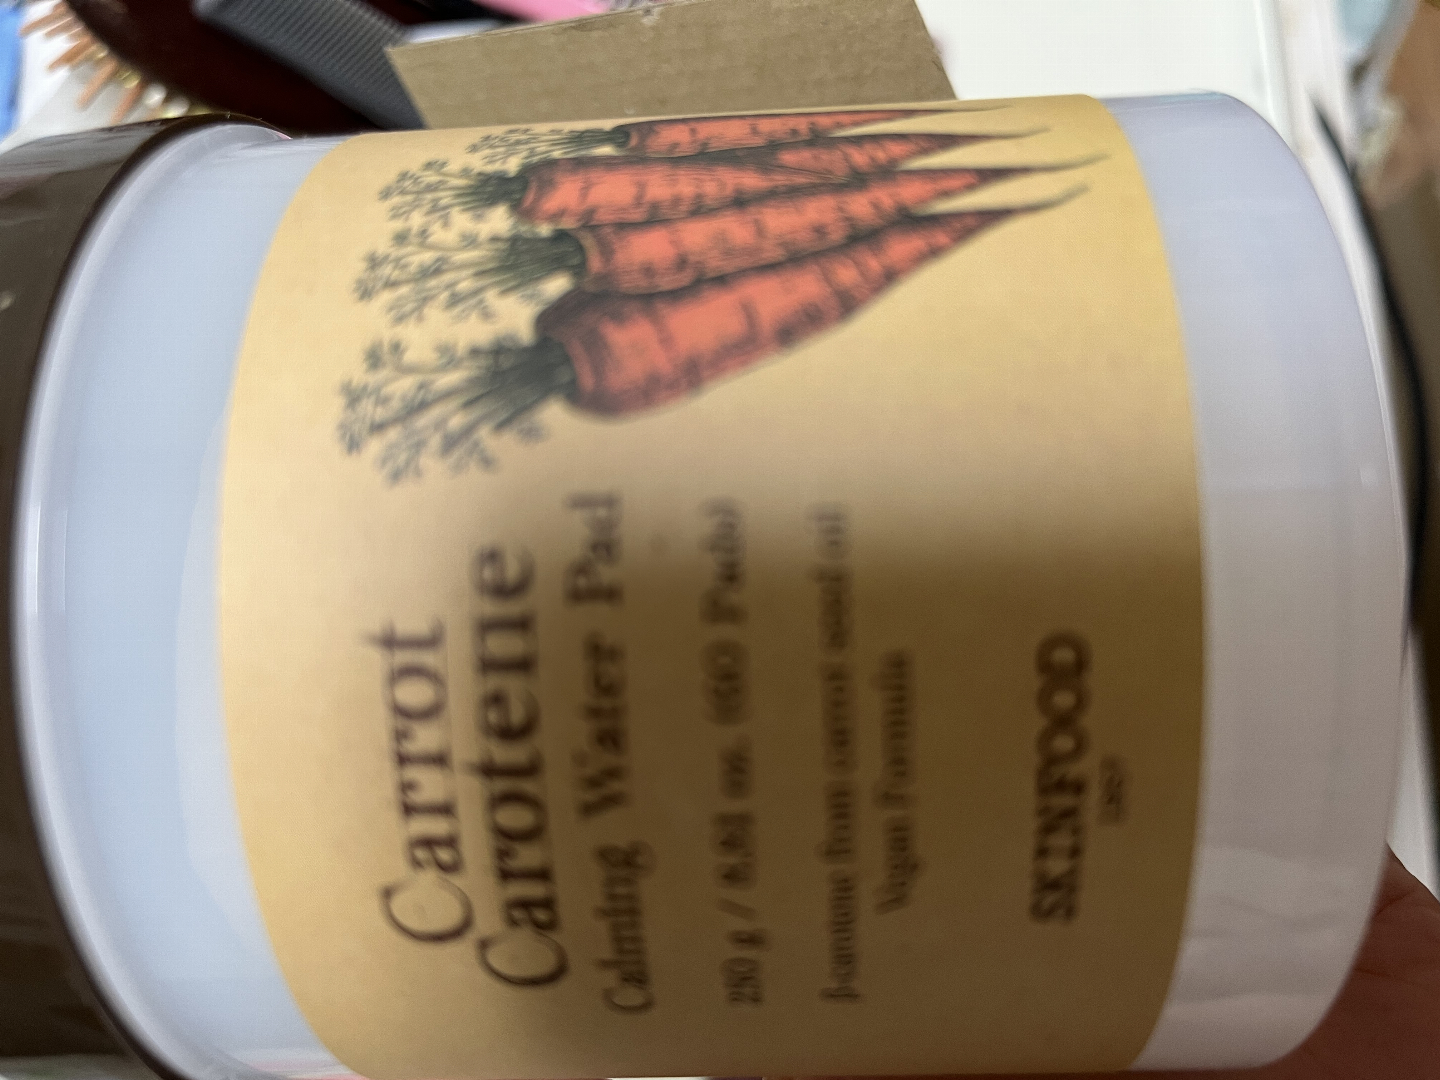 Carrot
Carotene
Calming Water Pad
250 g / 8.81 oz. (60 Pads)
β-carotene from carrot seed oil
Vegan Formula
SKINFOOD
1957